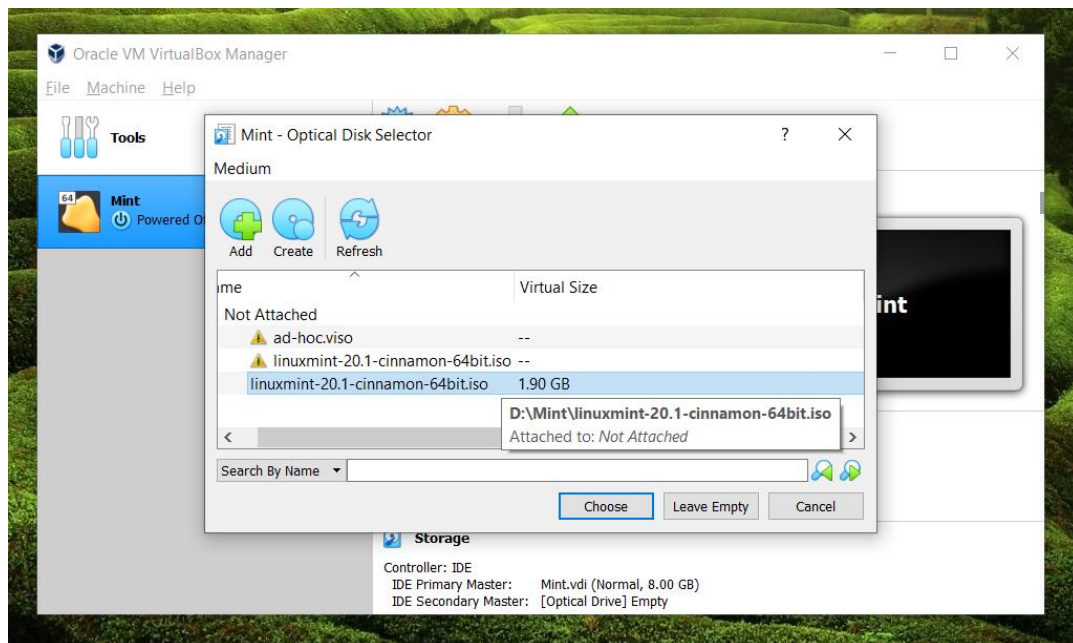 Oracle VM VirtualBox Manager
File Machine Help
Tools
64
Mint
Powered O
Mint - Optical Disk Selector ?
Medium
Add Create Refresh
me Virtual Size
Not Attached
ad-hoc.viso --
linuxmint-20.1-cinnamon-64bit.iso --
linuxmint-20.1-cinnamon-64bit.iso 1.90 GB
D:\Mint\linuxmint-20.1-cinnamon-64bit.iso
Attached to: Not Attached
Search By Name
Choose Leave Empty Cancel
int
Storage
Controller: IDE
IDE Primary Master: Mint.vdi (Normal, 8.00 GB)
IDE Secondary Master: [Optical Drive] Empty